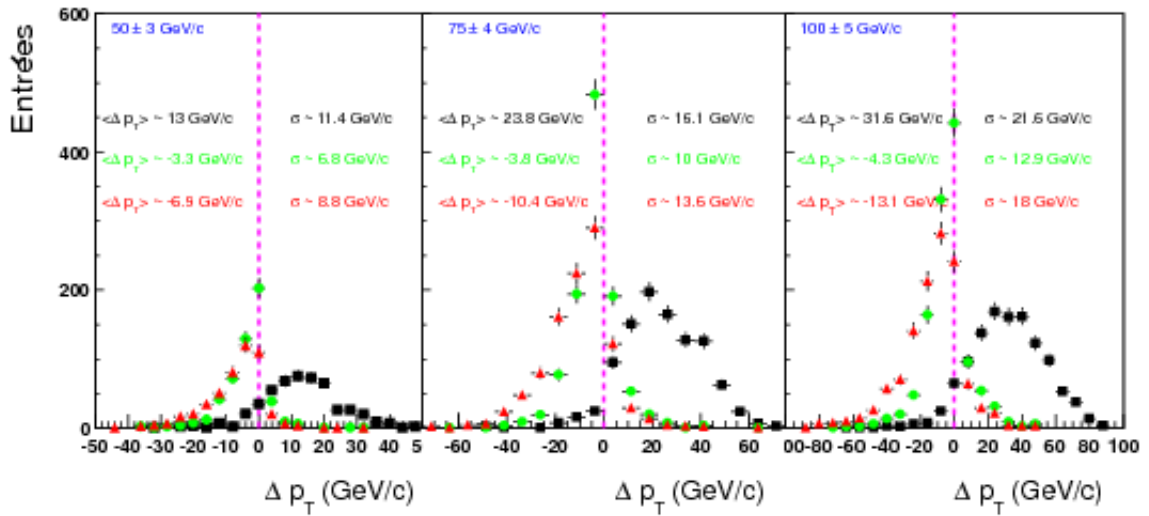 Entrées
600
400
200
0
50 ± 3 GeV/c
<Δ p_T> ~ 13 GeV/c σ ~ 11.4 GeV/c
<Δ p_T> ~ -3.3 GeV/c σ ~ 6.8 GeV/c
<Δ p_T> ~ -6.9 GeV/c σ ~ 8.8 GeV/c
75 ± 4 GeV/c
<Δ p_T> ~ 23.8 GeV/c σ ~ 16.1 GeV/c
<Δ p_T> ~ -3.8 GeV/c σ ~ 10 GeV/c
<Δ p_T> ~ -10.4 GeV/c σ ~ 13.6 GeV/c
100 ± 5 GeV/c
<Δ p_T> ~ 31.6 GeV/c σ ~ 21.6 GeV/c
<Δ p_T> ~ -4.3 GeV/c σ ~ 12.9 GeV/c
<Δ p_T> ~ -13.1 GeV/c σ ~ 18 GeV/c
-50 -40 -30 -20 -10 0 10 20 30 40 5
-60 -40 -20 0 20 40 60
00 -80 -60 -40 -20 0 20 40 60 80 100
Δ p_T (GeV/c)
Δ p_T (GeV/c)
Δ p_T (GeV/c)